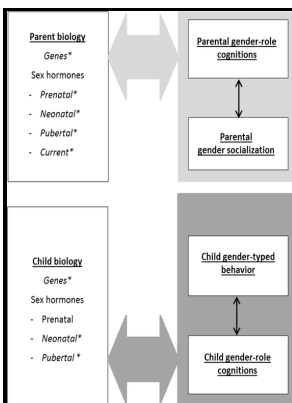 Parent biology
Genes*
Sex hormones
- Prenatal*
- Neonatal*
- Pubertal*
- Current*
Parental gender-role
cognitions
Parental
gender socialization
Child biology
Genes*
Sex hormones
- Prenatal
- Neonatal*
- Pubertal *
Child gender-typed
behavior
Child gender-role
cognitions